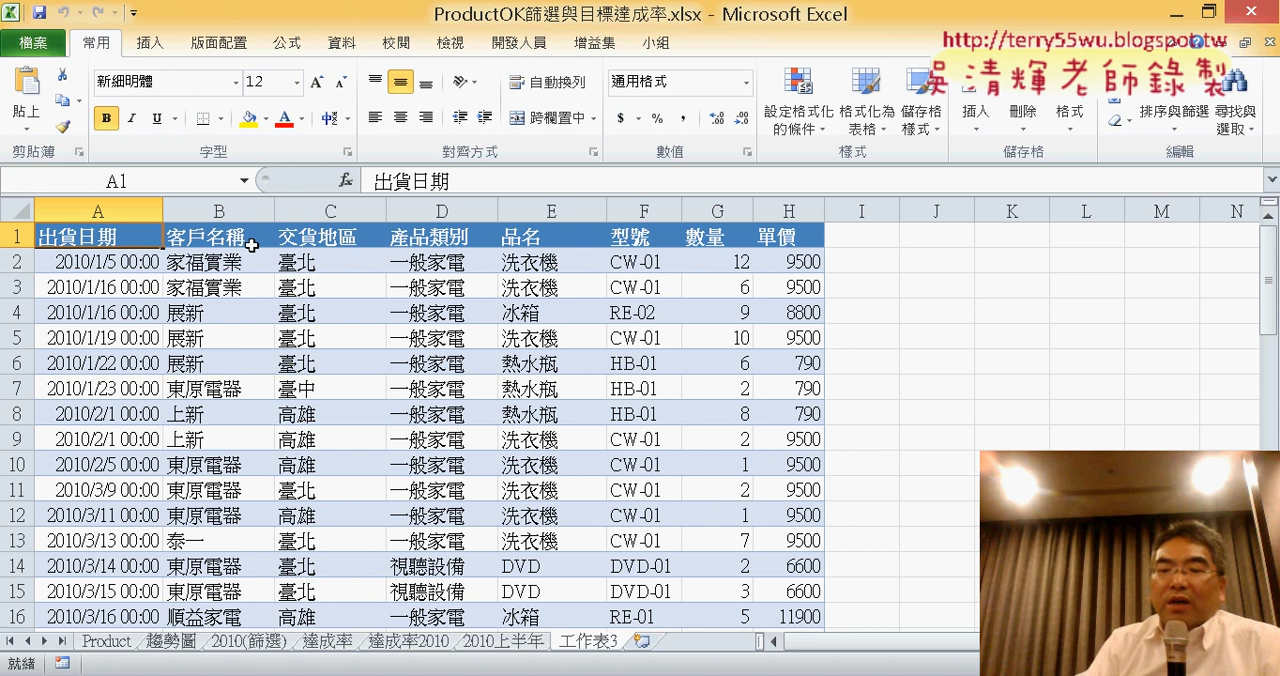 ProductOK篩選與目標達成率.xlsx - Microsoft Excel
檔案 常用 插入 版面配置 公式 資料 校閱 檢視 開發人員 增益集 小組
http://terry55wu.blogspot.tw
吳清輝老師錄製
新細明體 12 自動換列 通用格式
貼上 B I U A 跨欄置中 $ % ,
設定格式化的條件 格式化為表格 儲存格樣式 插入 刪除 格式 排序與篩選 尋找與選取
剪貼簿 字型 對齊方式 數值 樣式 儲存格 編輯
A1 fx 出貨日期
A B C D E F G H I J K L M N
1 出貨日期 客戶名稱 交貨地區 產品類別 品名 型號 數量 單價
2 2010/1/5 00:00 家福實業 臺北 一般家電 洗衣機 CW-01 12 9500
3 2010/1/16 00:00 家福實業 臺北 一般家電 洗衣機 CW-01 6 9500
4 2010/1/16 00:00 展新 臺北 一般家電 冰箱 RE-02 9 8800
5 2010/1/19 00:00 展新 臺北 一般家電 洗衣機 CW-01 10 9500
6 2010/1/22 00:00 展新 臺北 一般家電 熱水瓶 HB-01 6 790
7 2010/1/23 00:00 東原電器 臺中 一般家電 熱水瓶 HB-01 2 790
8 2010/2/1 00:00 上新 高雄 一般家電 熱水瓶 HB-01 8 790
9 2010/2/1 00:00 上新 高雄 一般家電 洗衣機 CW-01 2 9500
10 2010/2/5 00:00 東原電器 高雄 一般家電 洗衣機 CW-01 1 9500
11 2010/3/9 00:00 東原電器 臺北 一般家電 洗衣機 CW-01 2 9500
12 2010/3/11 00:00 東原電器 高雄 一般家電 洗衣機 CW-01 1 9500
13 2010/3/13 00:00 泰一 臺北 一般家電 洗衣機 CW-01 7 9500
14 2010/3/14 00:00 東原電器 臺北 視聽設備 DVD DVD-01 2 6600
15 2010/3/15 00:00 東原電器 臺北 視聽設備 DVD DVD-01 3 6600
16 2010/3/16 00:00 順益家電 高雄 一般家電 冰箱 RE-01 5 11900
Product 趨勢圖 2010(篩選) 達成率 達成率2010 2010上半年 工作表3
就緒